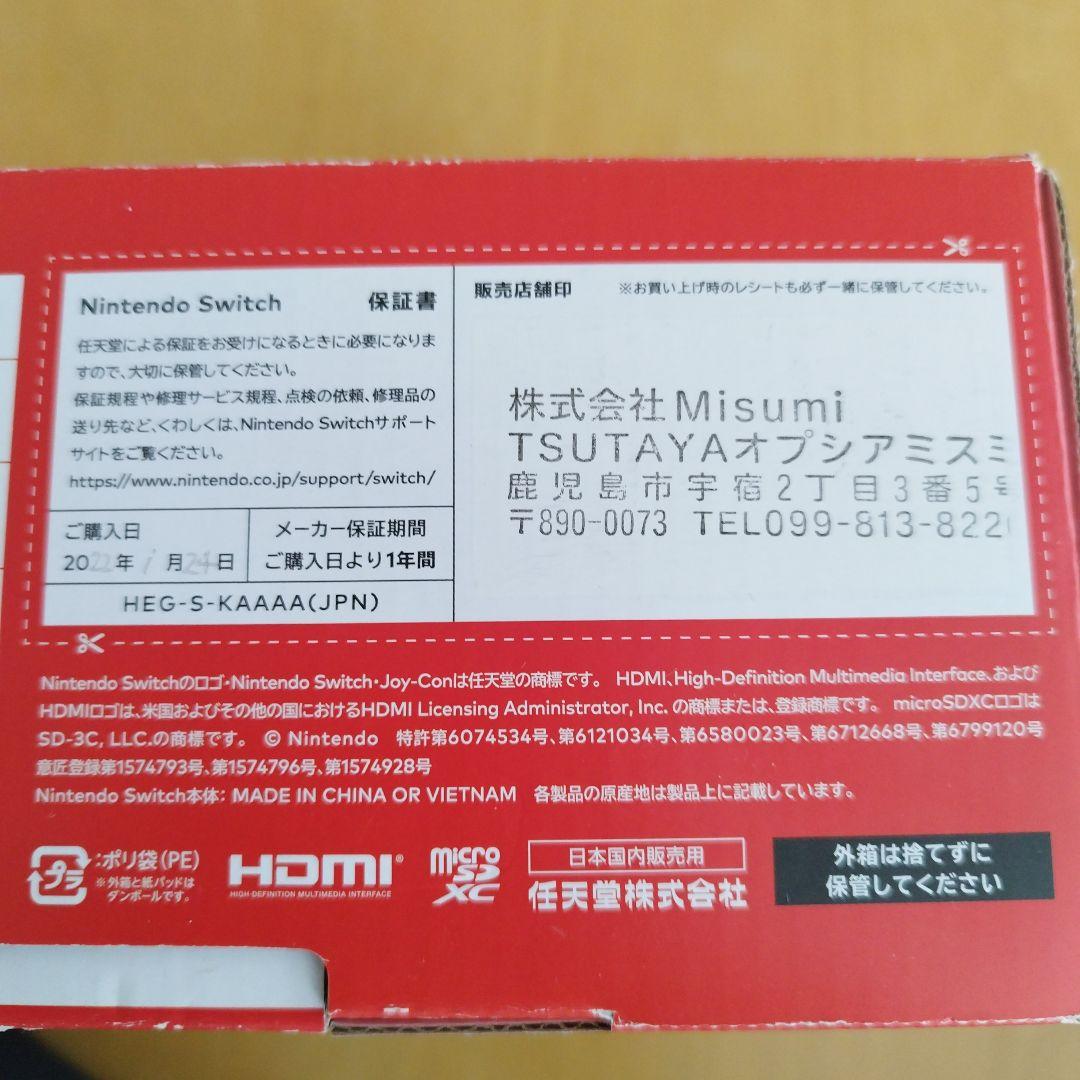 Nintendo Switch 保証書
任天堂による保証をお受けになるときに必要になりま
すので、大切に保管してください。
保証規程や修理サービス規程、点検の依頼、修理品の
送り先など、くわしくは、Nintendo Switchサポート
サイトをご覧ください。
https://www.nintendo.co.jp/support/switch/
ご購入日
2022年 1月24日
メーカー保証期間
ご購入日より1年間
HEG-S-KAAAA(JPN)
販売店舗印 ※お買い上げ時のレシートも必ず一緒に保管してください。
株式会社Misumi
TSUTAYAオプシアミスミ
鹿児島市宇宿2丁目3番5号
〒890-0073 TEL099-813-822
Nintendo Switchのロゴ・Nintendo Switch・Joy-Conは任天堂の商標です。 HDMI、High-Definition Multimedia Interface、および
HDMIロゴは、米国およびその他の国におけるHDMI Licensing Administrator, Inc. の商標または、登録商標です。 microSDXCロゴは
SD-3C, LLC.の商標です。 © Nintendo 特許第6074534号、第6121034号、第6580023号、第6712668号、第6799120号
意匠登録第1574793号、第1574796号、第1574928号
Nintendo Switch本体: MADE IN CHINA OR VIETNAM 各製品の原産地は製品上に記載しています。
プラ
:ポリ袋(PE)
※外箱と紙パッドは
ダンボールです。
HDMI®
HIGH-DEFINITION MULTIMEDIA INTERFACE
micro
SD
XC
日本国内販売用
任天堂株式会社
外箱は捨てずに
保管してください